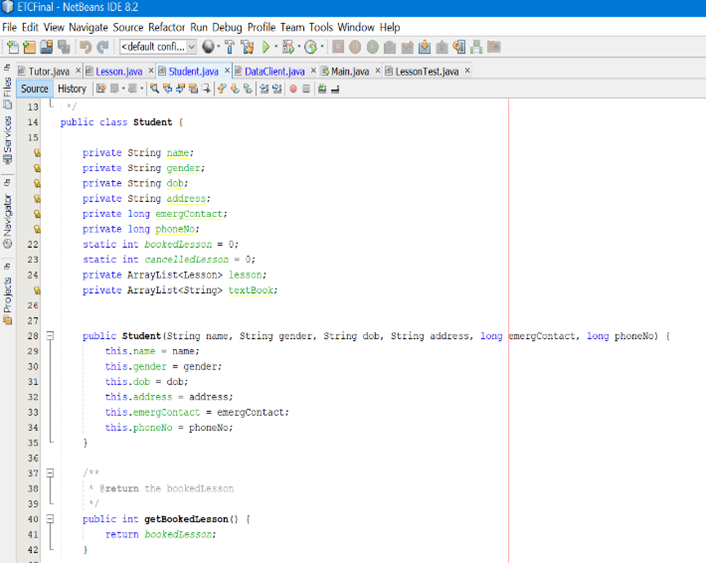 ETCFinal - NetBeans IDE 8.2
File Edit View Navigate Source Refactor Run Debug Profile Team Tools Window Help
<default confi...
Tutor.java Lesson.java Student.java DataClient.java Main.java LessonTest.java
Source History
Files
Services
Navigator
Projects
13 */
14 public class Student {
15
private String name;
private String gender;
private String dob;
private String address;
private long emergContact;
private long phoneNo;
22 static int bookedLesson = 0;
23 static int cancelledLesson = 0;
24 private ArrayList<Lesson> lesson;
private ArrayList<String> textBook;
26
27
28 public Student(String name, String gender, String dob, String address, long emergContact, long phoneNo) {
29 this.name = name;
30 this.gender = gender;
31 this.dob = dob;
32 this.address = address;
33 this.emergContact = emergContact;
34 this.phoneNo = phoneNo;
35 }
36
37 /**
38 * @return the bookedLesson
39 */
40 public int getBookedLesson() {
41 return bookedLesson;
42 }